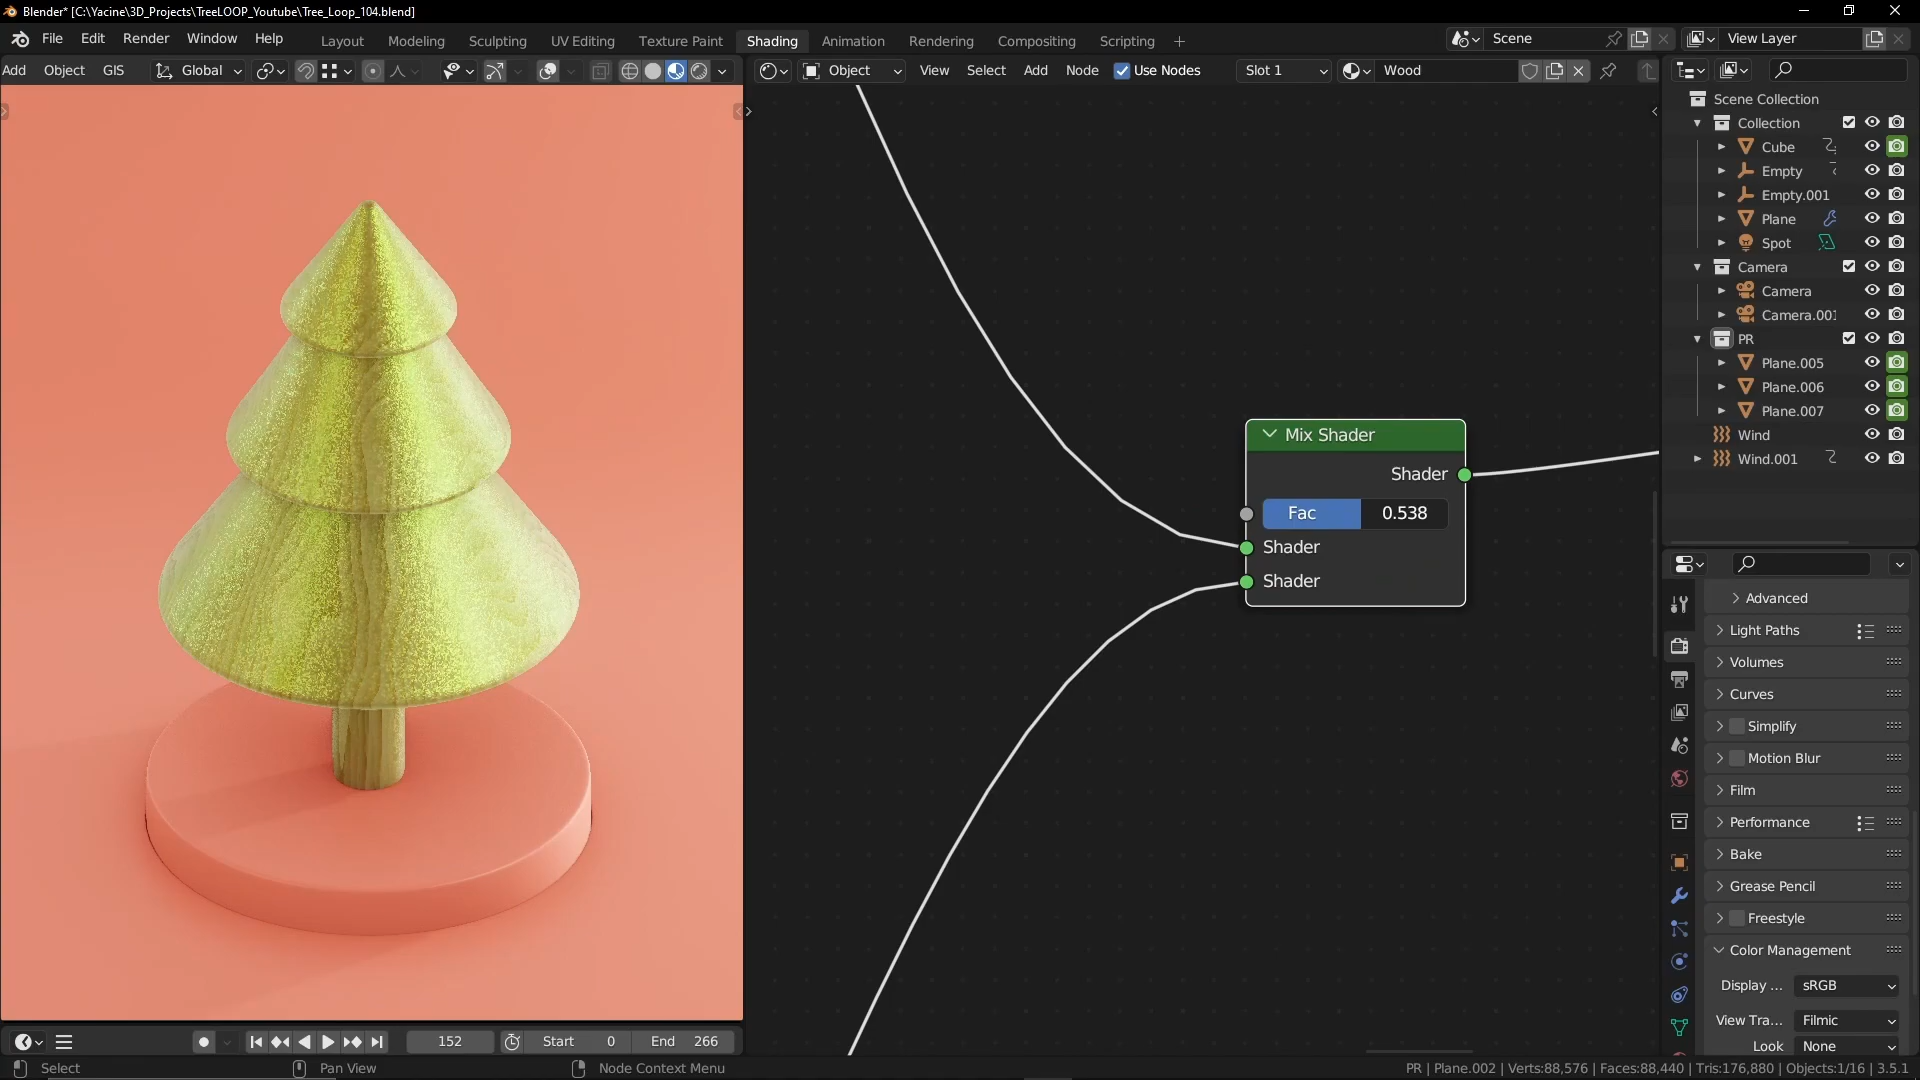 Blender* [C:\Yacine\3D_Projects\TreeLOOP_Youtube\Tree_Loop_104.blend]
File Edit Render Window Help Layout Modeling Sculpting UV Editing Texture Paint Shading Animation Rendering Compositing Scripting + Scene View Layer
Add Object GIS Global Object View Select Add Node Use Nodes Slot 1 Wood
Scene Collection
Collection
Cube
Empty
Empty.001
Plane
Spot
Camera
Camera
Camera.001
PR
Plane.005
Plane.006
Plane.007
Wind
Wind.001
Mix Shader
Shader
Fac 0.538
Shader
Shader
Advanced
Light Paths
Volumes
Curves
Simplify
Motion Blur
Film
Performance
Bake
Grease Pencil
Freestyle
Color Management
Display ... sRGB
View Tra... Filmic
Look None
152 Start 0 End 266
Select Pan View Node Context Menu PR | Plane.002 | Verts:88,576 | Faces:88,440 | Tris:176,880 | Objects:1/16 | 3.5.1